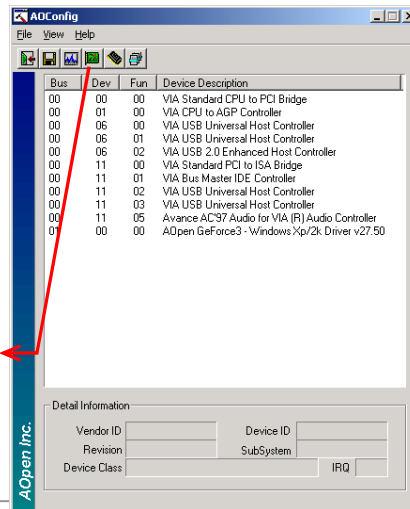 AOConfig
File View Help
Bus Dev Fun Device Description
00 00 00 VIA Standard CPU to PCI Bridge
00 01 00 VIA CPU to AGP Controller
00 06 00 VIA USB Universal Host Controller
00 06 01 VIA USB Universal Host Controller
00 06 02 VIA USB 2.0 Enhanced Host Controller
00 11 00 VIA Standard PCI to ISA Bridge
00 11 01 VIA Bus Master IDE Controller
00 11 02 VIA USB Universal Host Controller
00 11 03 VIA USB Universal Host Controller
00 11 05 Avance AC'97 Audio for VIA (R) Audio Controller
01 00 00 AOpen GeForce3 - Windows Xp/2k Driver v27.50
Detail Information
Vendor ID Device ID
Revision SubSystem
Device Class IRQ
AOpen Inc.